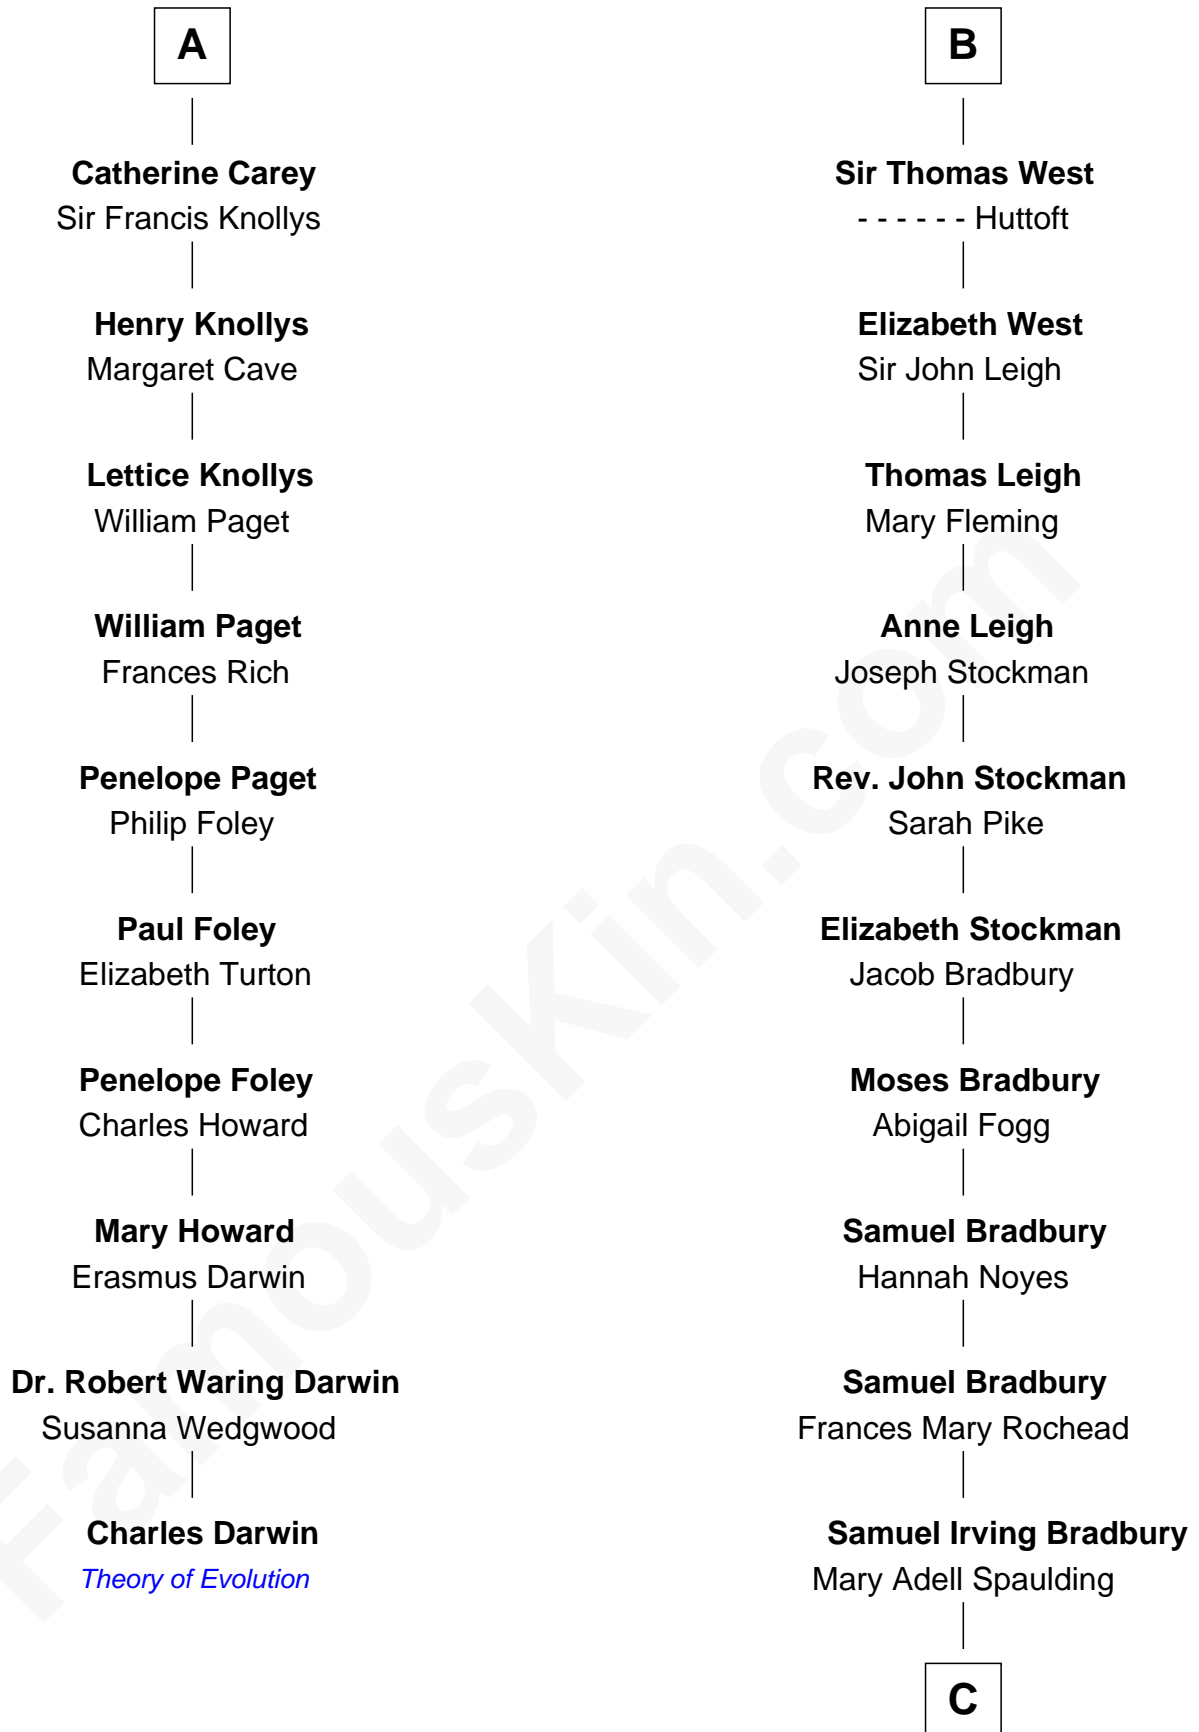 A
Catherine Carey
Sir Francis Knollys
Henry Knollys
Margaret Cave
Lettice Knollys
William Paget
William Paget
Frances Rich
Penelope Paget
Philip Foley
Paul Foley
Elizabeth Turton
Penelope Foley
Charles Howard
Mary Howard
Erasmus Darwin
Dr. Robert Waring Darwin
Susanna Wedgwood
Charles Darwin
Theory of Evolution
B
Sir Thomas West
- - - - - - Huttoft
Elizabeth West
Sir John Leigh
Thomas Leigh
Mary Fleming
Anne Leigh
Joseph Stockman
Rev. John Stockman
Sarah Pike
Elizabeth Stockman
Jacob Bradbury
Moses Bradbury
Abigail Fogg
Samuel Bradbury
Hannah Noyes
Samuel Bradbury
Frances Mary Rochead
Samuel Irving Bradbury
Mary Adell Spaulding
C
FamousKin.com